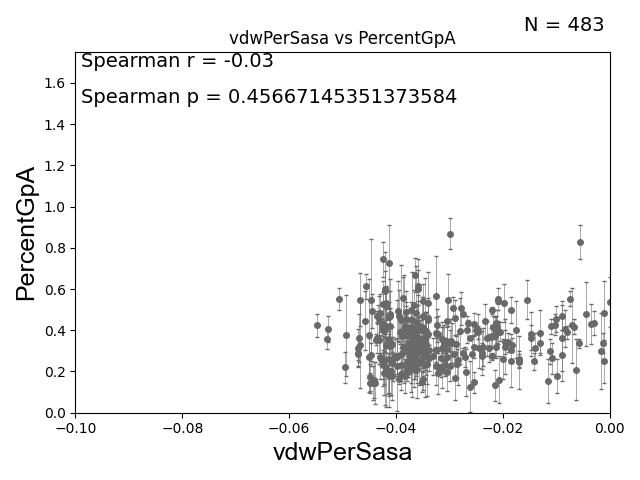 N = 483
vdwPerSasa vs PercentGpA
Spearman r = -0.03
Spearman p = 0.45667145351373584
PercentGpA
1.6
1.4
1.2
1.0
0.8
0.6
0.4
0.2
0.0
−0.10 −0.08 −0.06 −0.04 −0.02 0.00
vdwPerSasa